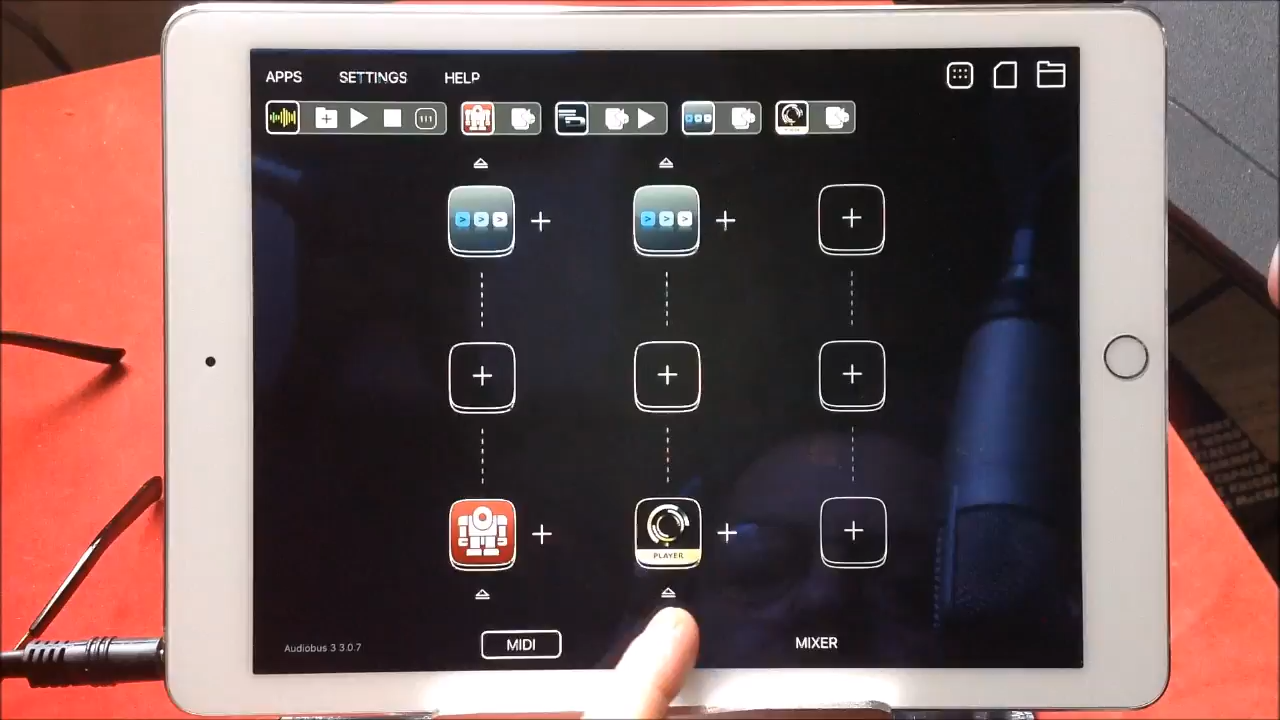 APPS SETTINGS HELP
PLAYER
Audiobus 3 3.0.7
MIDI
MIXER